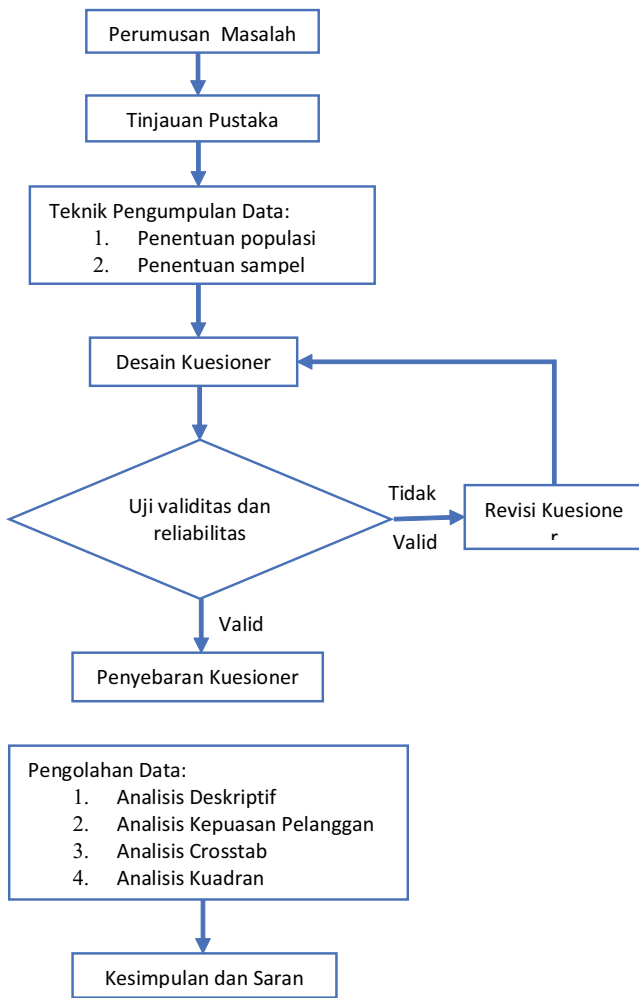 Perumusan  Masalah
Tinjauan Pustaka
Teknik Pengumpulan Data:
1. Penentuan populasi
2. Penentuan sampel
Desain Kuesioner
Uji validitas dan
reliabilitas
Tidak
Valid
Revisi Kuesione
r
Valid
Penyebaran Kuesioner
Pengolahan Data:
1. Analisis Deskriptif
2. Analisis Kepuasan Pelanggan
3. Analisis Crosstab
4. Analisis Kuadran
Kesimpulan dan Saran